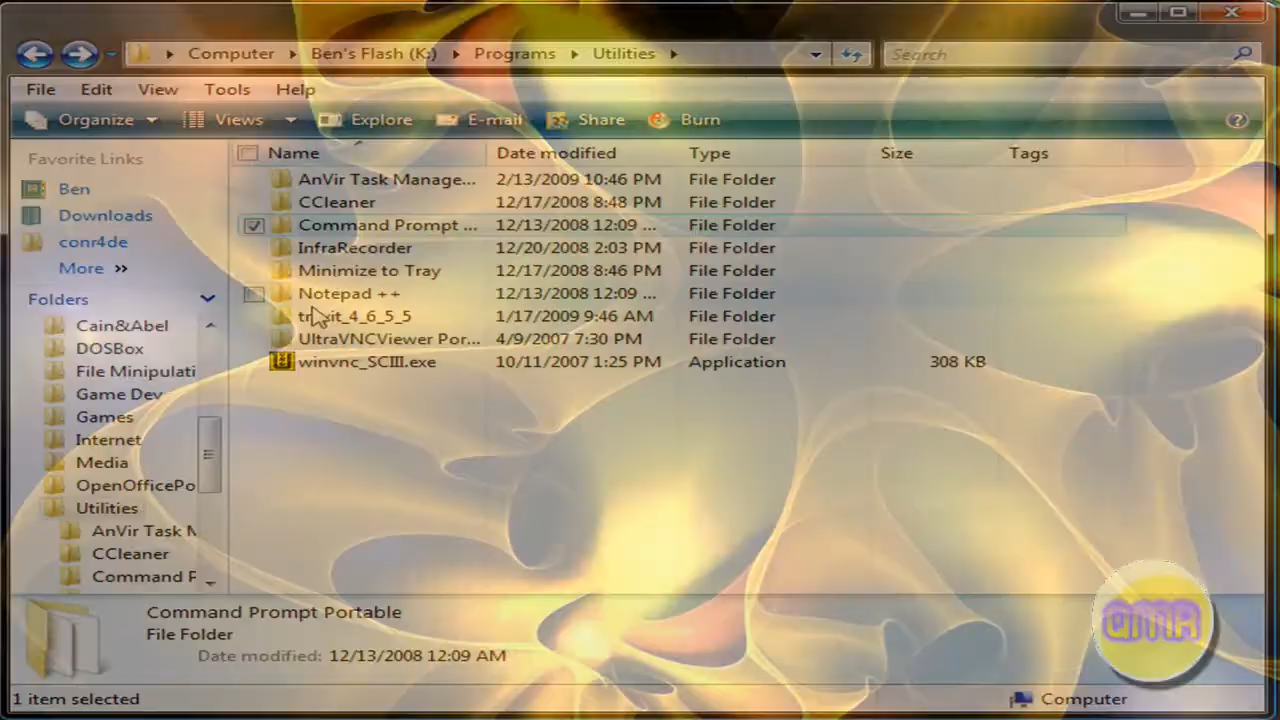 Computer Ben's Flash (K:) Programs Utilities Search
File Edit View Tools Help
Organize Views Explore E-mail Share Burn
Favorite Links
Ben
Downloads
conr4de
More »
Folders
Cain&Abel
DOSBox
File Minipulati
Game Dev
Games
Internet
Media
OpenOfficePo
Utilities
AnVir Task M
CCleaner
Command P
Name Date modified Type Size Tags
AnVir Task Manage... 2/13/2009 10:46 PM File Folder
CCleaner 12/17/2008 8:48 PM File Folder
Command Prompt ... 12/13/2008 12:09 ... File Folder
InfraRecorder 12/20/2008 2:03 PM File Folder
Minimize to Tray 12/17/2008 8:46 PM File Folder
Notepad ++ 12/13/2008 12:09 ... File Folder
1/17/2009 9:46 AM File Folder
UltraVNCViewer Por... 4/9/2007 7:30 PM File Folder
winvnc_SCIII.exe 10/11/2007 1:25 PM Application 308 KB
Command Prompt Portable
File Folder
Date modified: 12/13/2008 12:09 AM
QMR
1 item selected
Computer